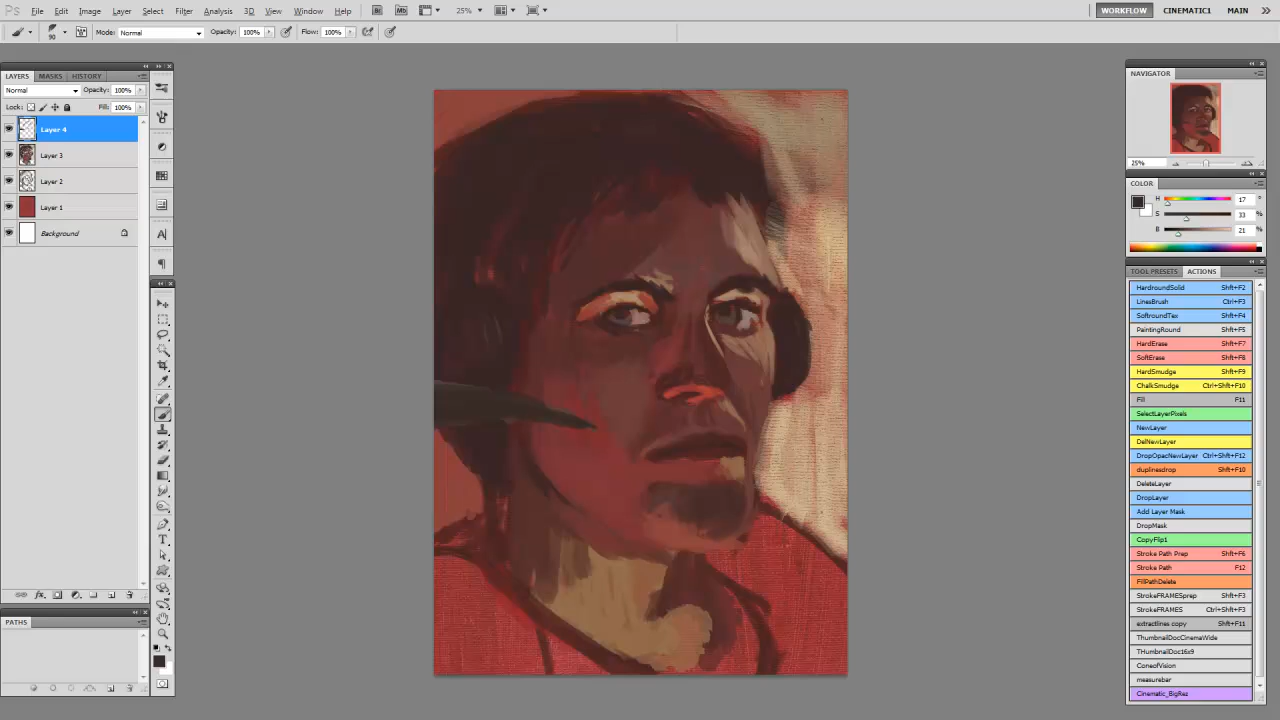 Ps File Edit Image Layer Select Filter Analysis 3D View Window Help Br Mb 25% WORKFLOW CINEMATIC1 MAIN
90 Mode: Normal Opacity: 100% Flow: 100%
LAYERS MASKS HISTORY
Normal Opacity: 100%
Lock: Fill: 100%
Layer 4
Layer 3
Layer 2
Layer 1
Background
PATHS
NAVIGATOR
25%
COLOR
H 17 °
S 33 %
B 21 %
TOOL PRESETS ACTIONS
HardroundSolid Shft+F2
LinesBrush Ctrl+F3
SoftroundTex Shft+F4
PaintingRound Shft+F5
HardErase Shft+F7
SoftErase Shft+F8
HardSmudge Shft+F9
ChalkSmudge Ctrl+Shft+F10
Fill F11
SelectLayerPixels
NewLayer
DelNewLayer
DropOpacNewLayer Ctrl+Shft+F12
duplinesdrop Shft+F10
DeleteLayer
DropLayer
Add Layer Mask
DropMask
CopyFlip1
Stroke Path Prep Shft+F6
Stroke Path F12
FillPathDelete
StrokeFRAMESprep Shft+F3
StrokeFRAMES Ctrl+Shft+F3
extractlines copy Shft+F11
ThumbnailDocCinemaWide
THumbnailDoc16x9
ConeofVision
measurebar
Cinematic_BigRez